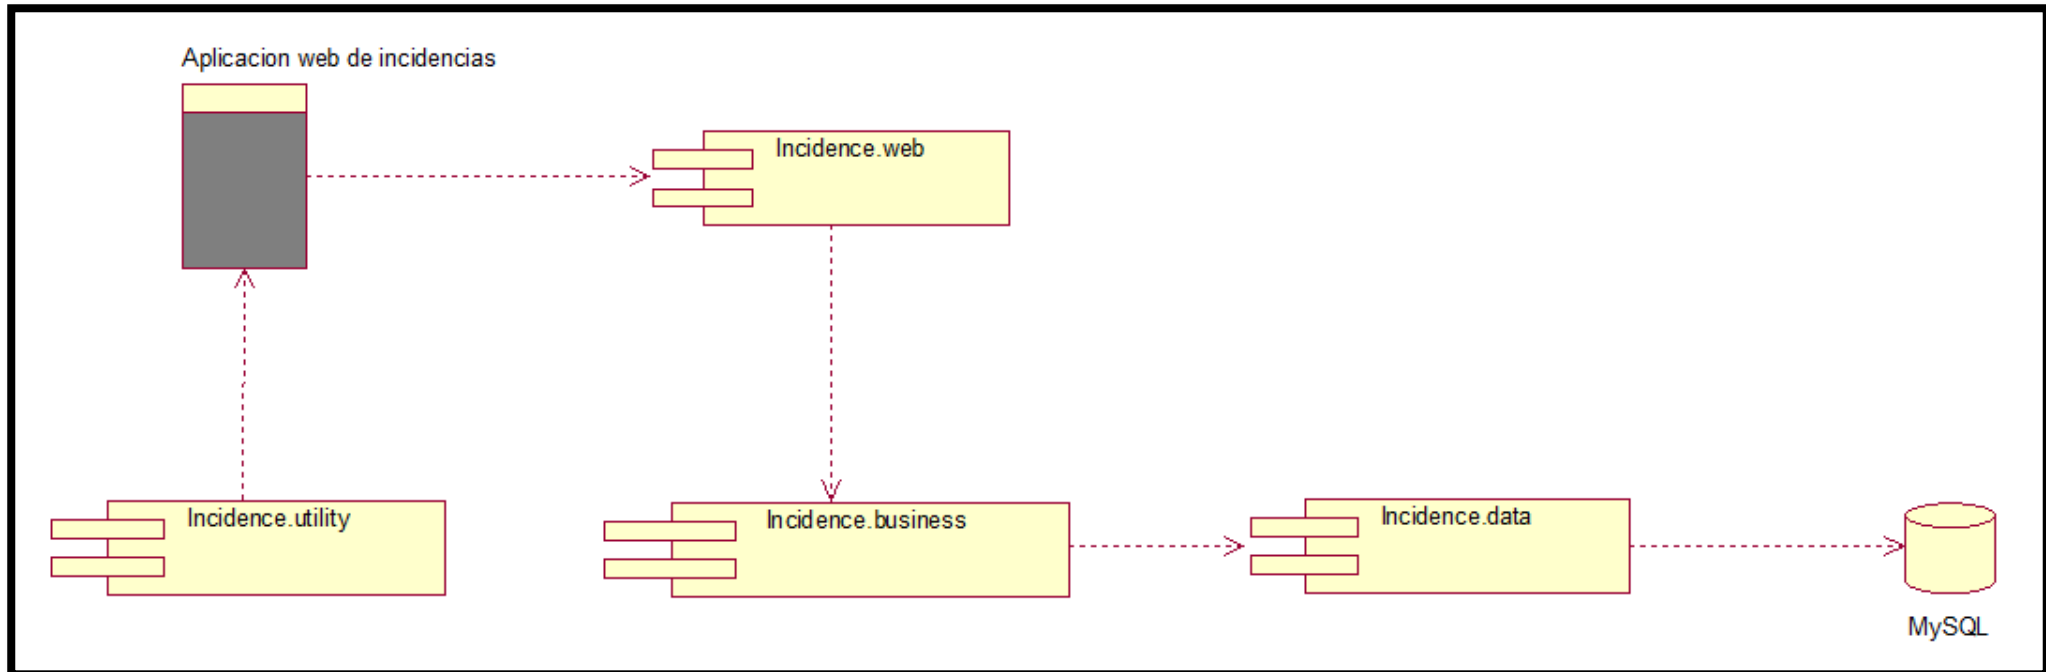 Aplicacion web de incidencias
Incidence.web
Incidence.utility
Incidence.business
Incidence.data
MySQL